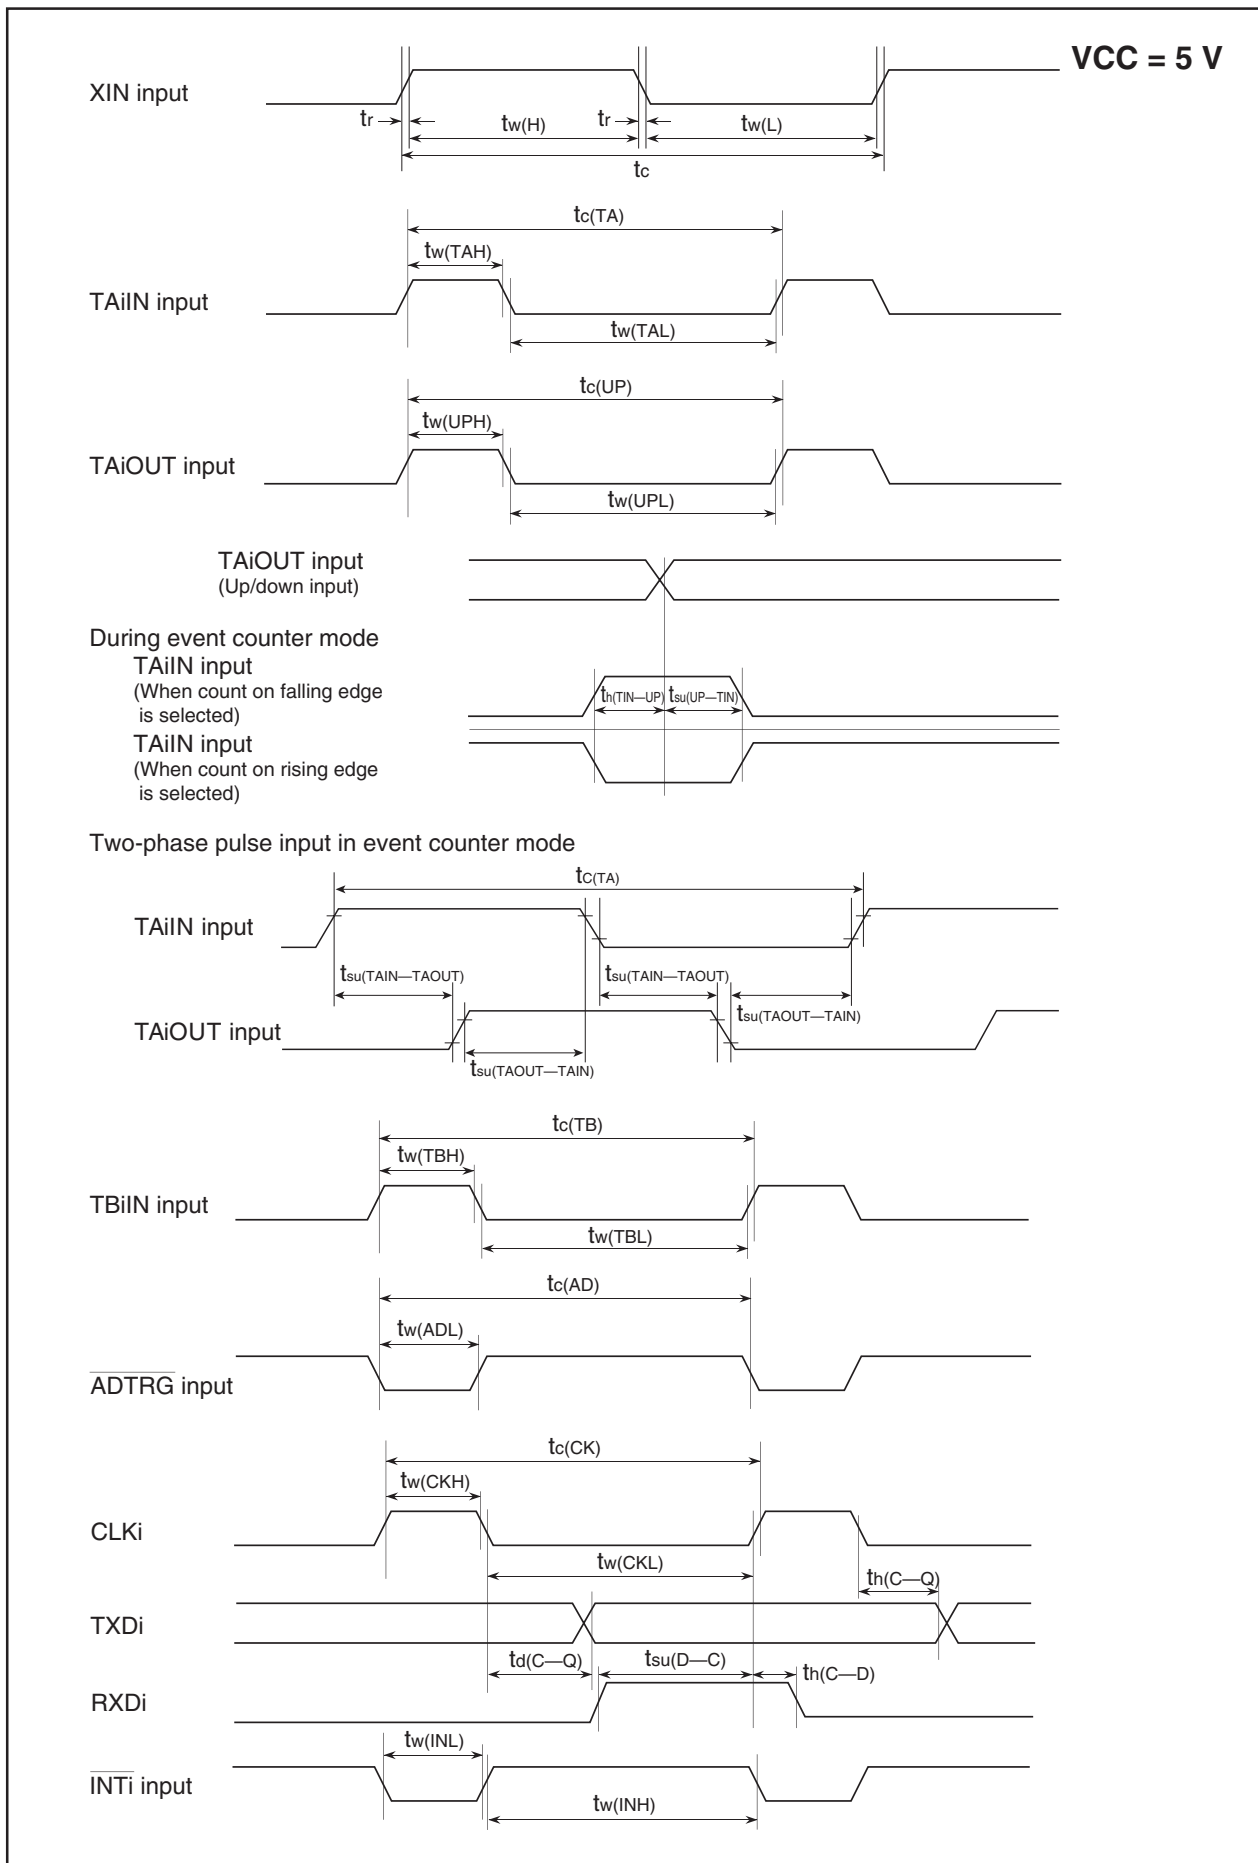 VCC = 5 V
XIN input
tr
tw(H)
tr
tw(L)
tc
tc(TA)
tw(TAH)
TAiIN input
tw(TAL)
tc(UP)
tw(UPH)
TAiOUT input
tw(UPL)
TAiOUT input
(Up/down input)
During event counter mode
TAiIN input
(When count on falling edge
is selected)
th(TIN—UP)
tsu(UP—TIN)
TAiIN input
(When count on rising edge
is selected)
Two-phase pulse input in event counter mode
tC(TA)
TAiIN input
tsu(TAIN—TAOUT)
tsu(TAIN—TAOUT)
tsu(TAOUT—TAIN)
TAiOUT input
tsu(TAOUT—TAIN)
tc(TB)
tw(TBH)
TBiIN input
tw(TBL)
tc(AD)
tw(ADL)
ADTRG input
tc(CK)
tw(CKH)
CLKi
tw(CKL)
th(C—Q)
TXDi
td(C—Q)
tsu(D—C)
th(C—D)
RXDi
tw(INL)
INTi input
tw(INH)